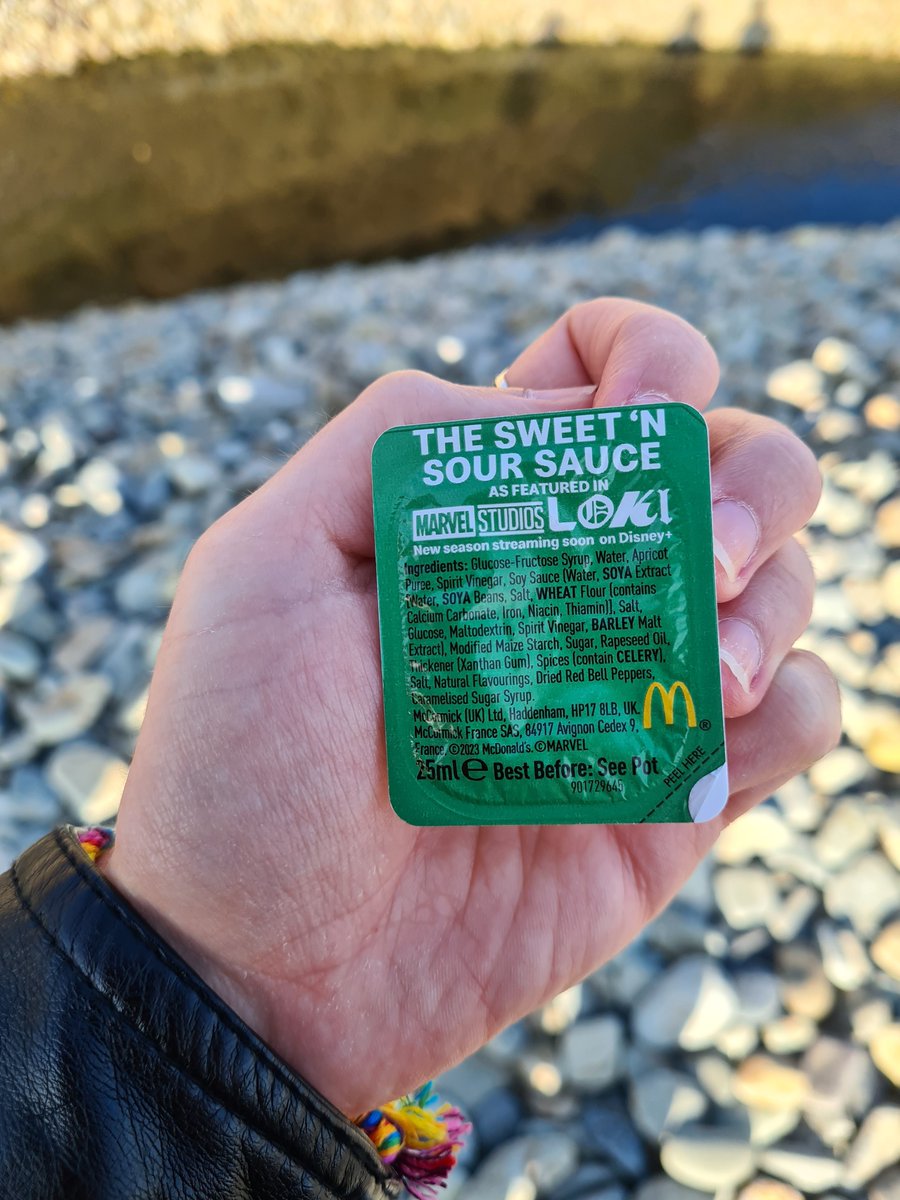 THE SWEET 'N
SOUR SAUCE
AS FEATURED IN
MARVEL STUDIOS LOKI
New season streaming soon on Disney+
Ingredients: Glucose-Fructose Syrup, Water, Apricot
Puree, Spirit Vinegar, Soy Sauce (Water, SOYA Extract
(Water, SOYA Beans, Salt, WHEAT Flour (contains
Calcium Carbonate, Iron, Niacin, Thiamin)), Salt,
Glucose, Maltodextrin, Spirit Vinegar, BARLEY Malt
Extract), Modified Maize Starch, Sugar, Rapeseed Oil,
Thickener (Xanthan Gum), Spices (contain CELERY),
Salt, Natural Flavourings, Dried Red Bell Peppers,
Caramelised Sugar Syrup.
McCormick (UK) Ltd, Haddenham, HP17 8LB, UK.
McCormick France SAS, 84917 Avignon Cedex 9,
France, ©2023 McDonald's. ©MARVEL
25ml e Best Before: See Pot
901729645
PEEL HERE
M®